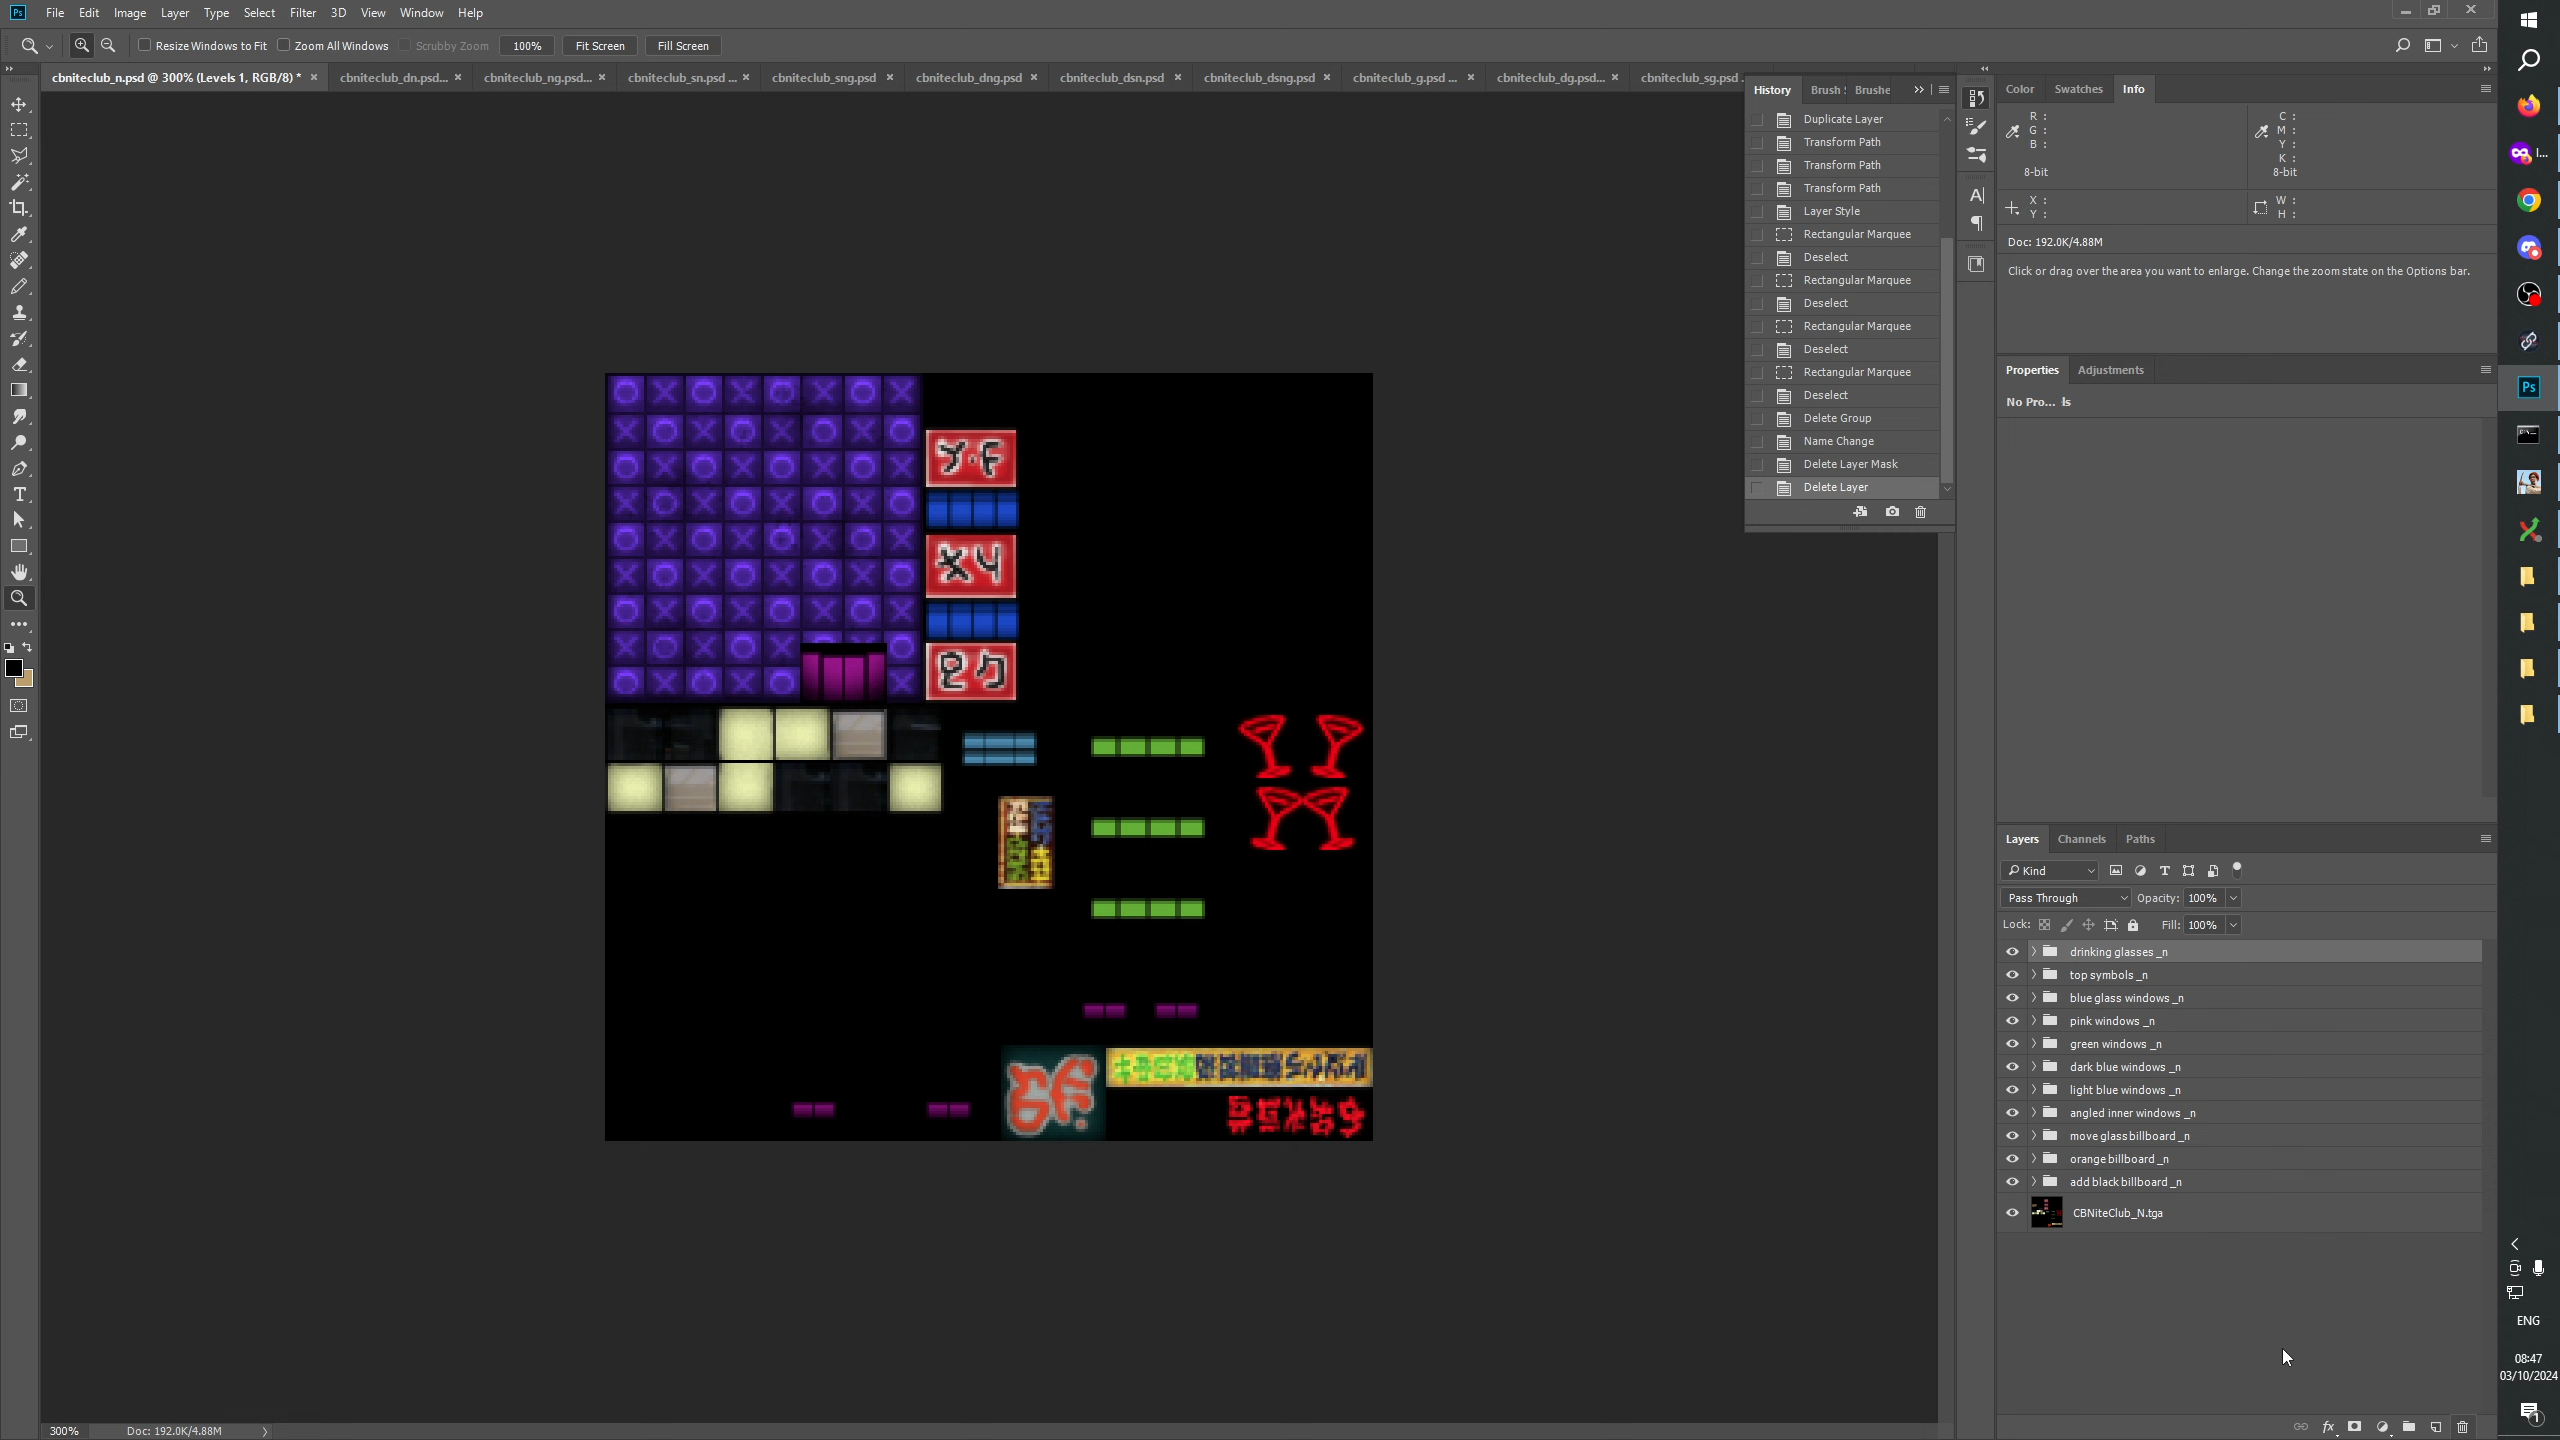 Ps File Edit Image Layer Type Select Filter 3D View Window Help
Resize Windows to Fit Zoom All Windows Scrubby Zoom 100% Fit Screen Fill Screen
cbniteclub_n.psd @ 300% (Levels 1, RGB/8) * cbniteclub_dn.psd... cbniteclub_ng.psd... cbniteclub_sn.psd ... cbniteclub_sng.psd cbniteclub_dng.psd cbniteclub_dsn.psd cbniteclub_dsng.psd cbniteclub_g.psd ... cbniteclub_dg.psd... cbniteclub_sg.psd .
History Brush Brushe
Duplicate Layer
Transform Path
Transform Path
Transform Path
Layer Style
Rectangular Marquee
Deselect
Rectangular Marquee
Deselect
Rectangular Marquee
Deselect
Rectangular Marquee
Deselect
Delete Group
Name Change
Delete Layer Mask
Delete Layer
Color Swatches Info
R : C :
G : M :
B : Y :
K :
8-bit 8-bit
X : W :
Y : H :
Doc: 192.0K/4.88M
Click or drag over the area you want to enlarge. Change the zoom state on the Options bar.
Properties Adjustments
No Pro... ls
Layers Channels Paths
Kind
Pass Through Opacity: 100%
Lock: Fill: 100%
drinking glasses _n
top symbols _n
blue glass windows _n
pink windows _n
green windows _n
dark blue windows _n
light blue windows _n
angled inner windows _n
move glass billboard _n
orange billboard _n
add black billboard _n
CBNiteClub_N.tga
300% Doc: 192.0K/4.88M
I...
Ps
ENG
08:47
03/10/2024
1